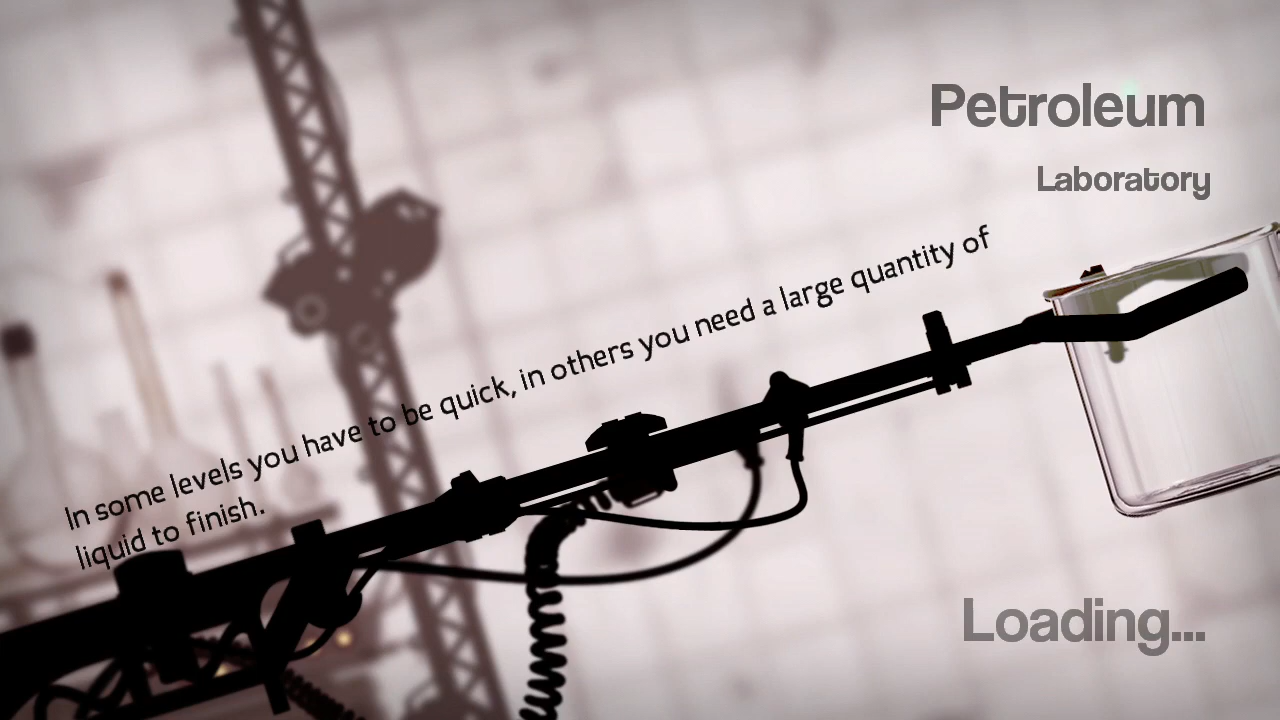 Petroleum
Laboratory
In some levels you have to be quick, in others you need a large quantity of
liquid to finish.
Loading...